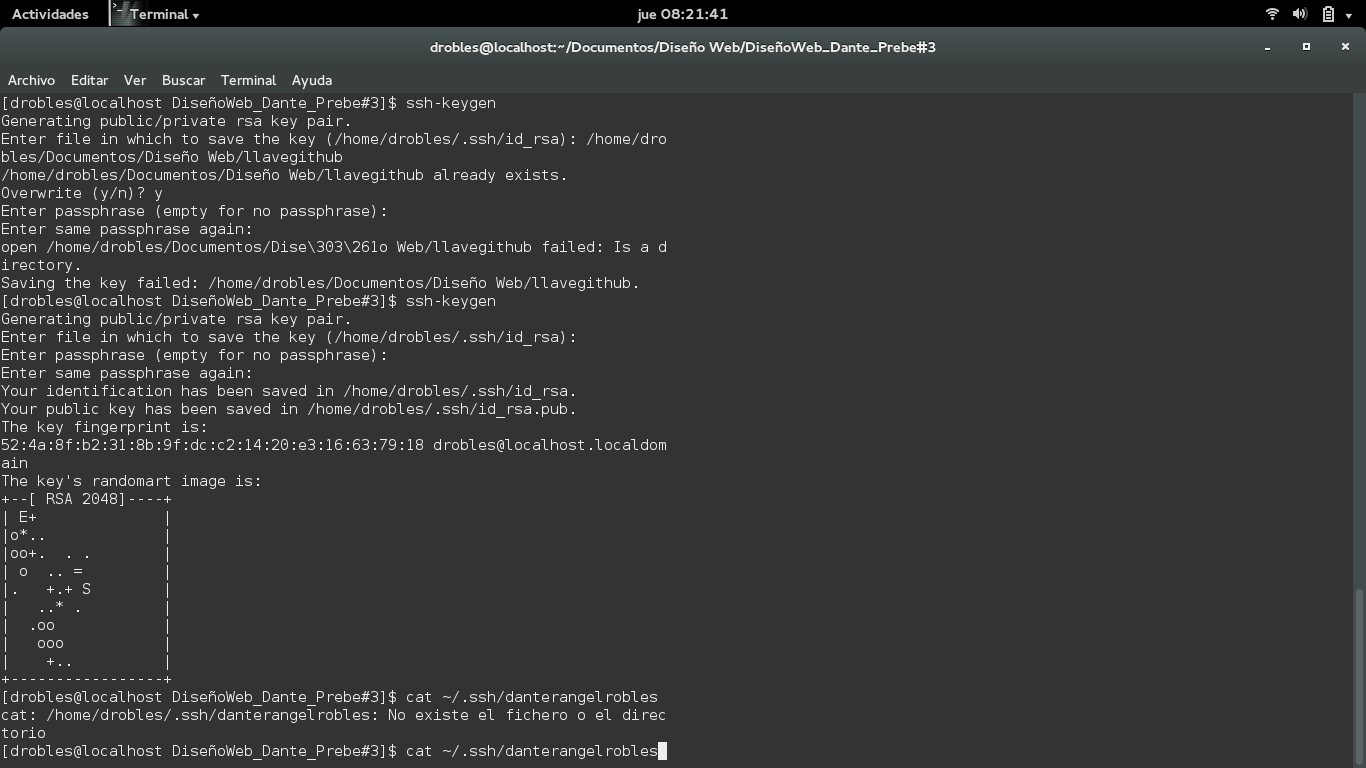 Actividades
Terminal
jue 08:21:41
drobles@localhost:~/Documentos/Diseño Web/DiseñoWeb_Dante_Prebe#3
Archivo Editar Ver Buscar Terminal Ayuda
[drobles@localhost DiseñoWeb_Dante_Prebe#3]$ ssh-keygen
Generating public/private rsa key pair.
Enter file in which to save the key (/home/drobles/.ssh/id_rsa): /home/dro
bles/Documentos/Diseño Web/llavegithub
/home/drobles/Documentos/Diseño Web/llavegithub already exists.
Overwrite (y/n)? y
Enter passphrase (empty for no passphrase):
Enter same passphrase again:
open /home/drobles/Documentos/Dise\303\261o Web/llavegithub failed: Is a d
irectory.
Saving the key failed: /home/drobles/Documentos/Diseño Web/llavegithub.
[drobles@localhost DiseñoWeb_Dante_Prebe#3]$ ssh-keygen
Generating public/private rsa key pair.
Enter file in which to save the key (/home/drobles/.ssh/id_rsa):
Enter passphrase (empty for no passphrase):
Enter same passphrase again:
Your identification has been saved in /home/drobles/.ssh/id_rsa.
Your public key has been saved in /home/drobles/.ssh/id_rsa.pub.
The key fingerprint is:
52:4a:8f:b2:31:8b:9f:dc:c2:14:20:e3:16:63:79:18 drobles@localhost.localdom
ain
The key's randomart image is:
+--[ RSA 2048]----+
| E+              |
|o*..             |
|oo+.  . .        |
| o  .. =         |
|.   +.+ S        |
|   ..* .         |
|  .oo            |
|   ooo           |
|    +..          |
+-----------------+
[drobles@localhost DiseñoWeb_Dante_Prebe#3]$ cat ~/.ssh/danterangelrobles
cat: /home/drobles/.ssh/danterangelrobles: No existe el fichero o el direc
torio
[drobles@localhost DiseñoWeb_Dante_Prebe#3]$ cat ~/.ssh/danterangelrobles